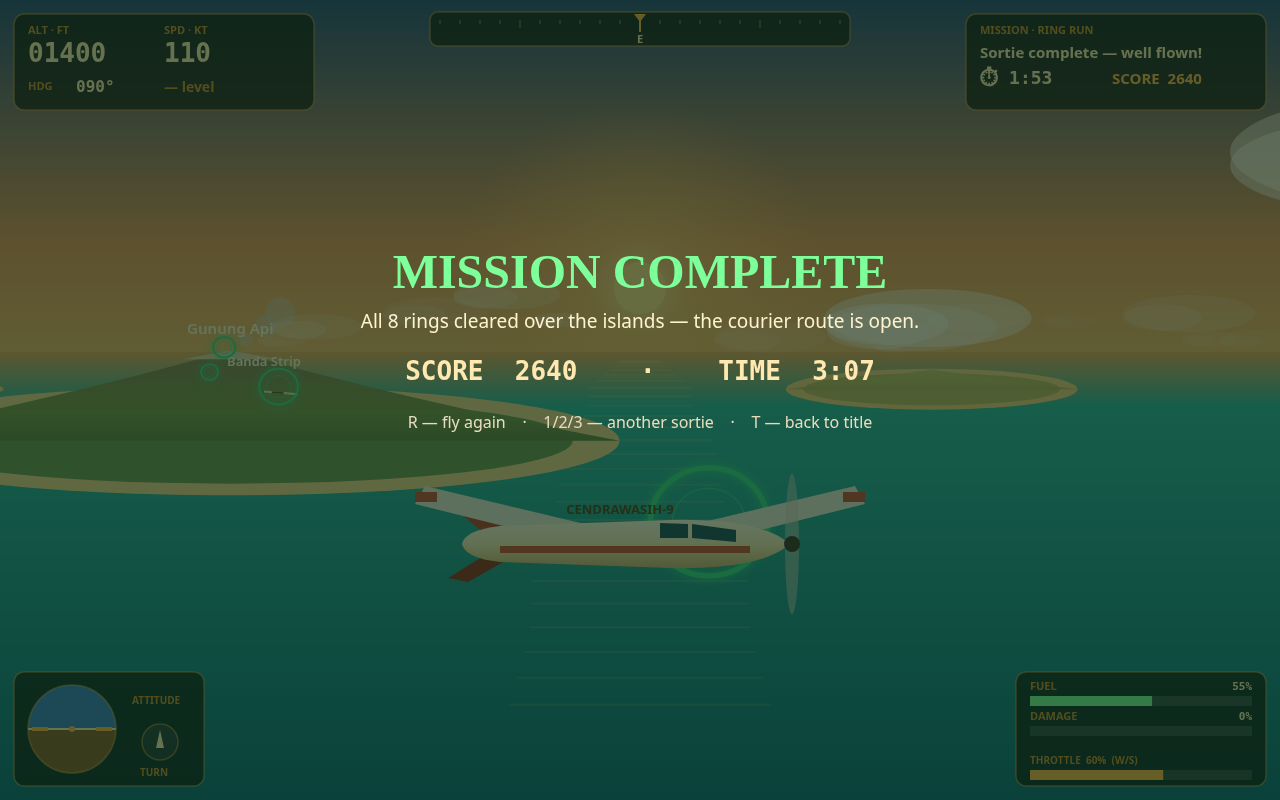 ALT · FT SPD · KT
01400 110
HDG 090° — level
E
MISSION · RING RUN
Sortie complete — well flown!
⏱ 1:53 SCORE 2640
MISSION COMPLETE
All 8 rings cleared over the islands — the courier route is open.
SCORE 2640 · TIME 3:07
R — fly again · 1/2/3 — another sortie · T — back to title
Gunung Api
Banda Strip
CENDRAWASIH-9
ATTITUDE
TURN
FUEL 55%
DAMAGE 0%
THROTTLE 60% (W/S)